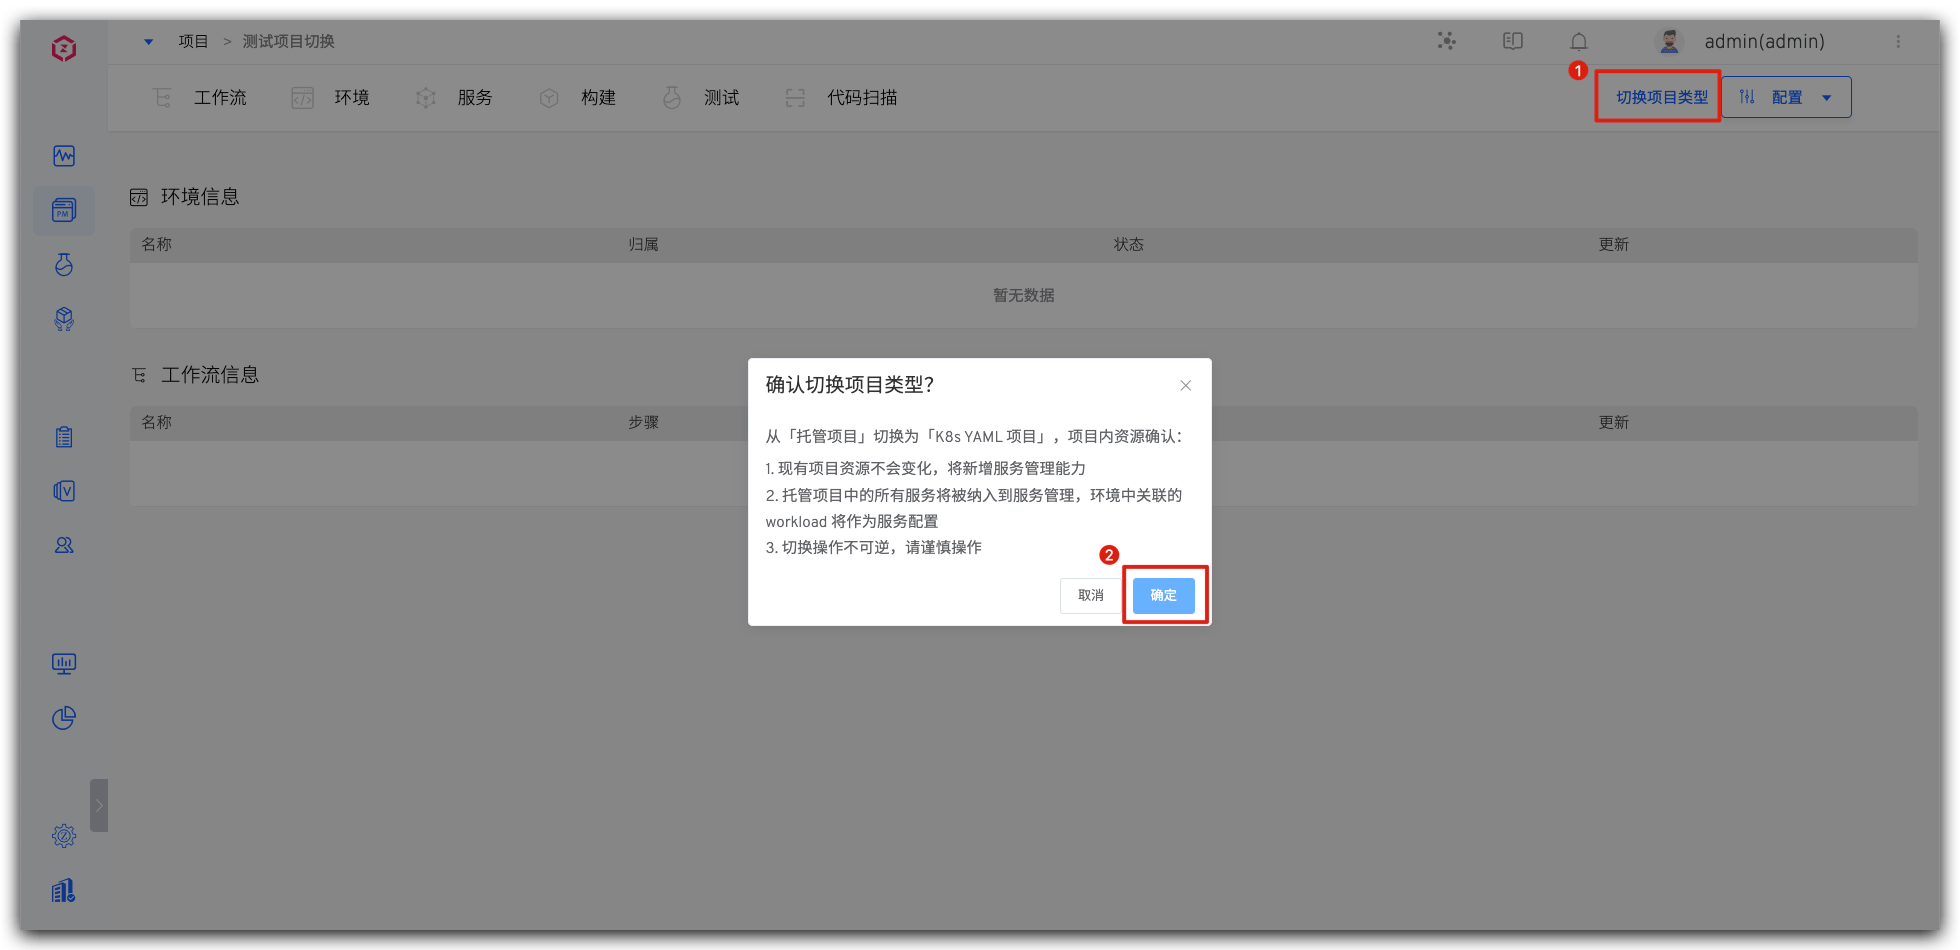 项目 > 测试项目切换
admin(admin)
工作流 环境 服务 构建 测试 代码扫描
1
切换项目类型 配置
PM
环境信息
名称 归属 状态 更新
暂无数据
工作流信息
名称 步骤 更新
确认切换项目类型？
从「托管项目」切换为「K8s YAML 项目」，项目内资源确认：
1. 现有项目资源不会变化，将新增服务管理能力
2. 托管项目中的所有服务将被纳入到服务管理，环境中关联的
workload 将作为服务配置
3. 切换操作不可逆，请谨慎操作
2
取消 确定